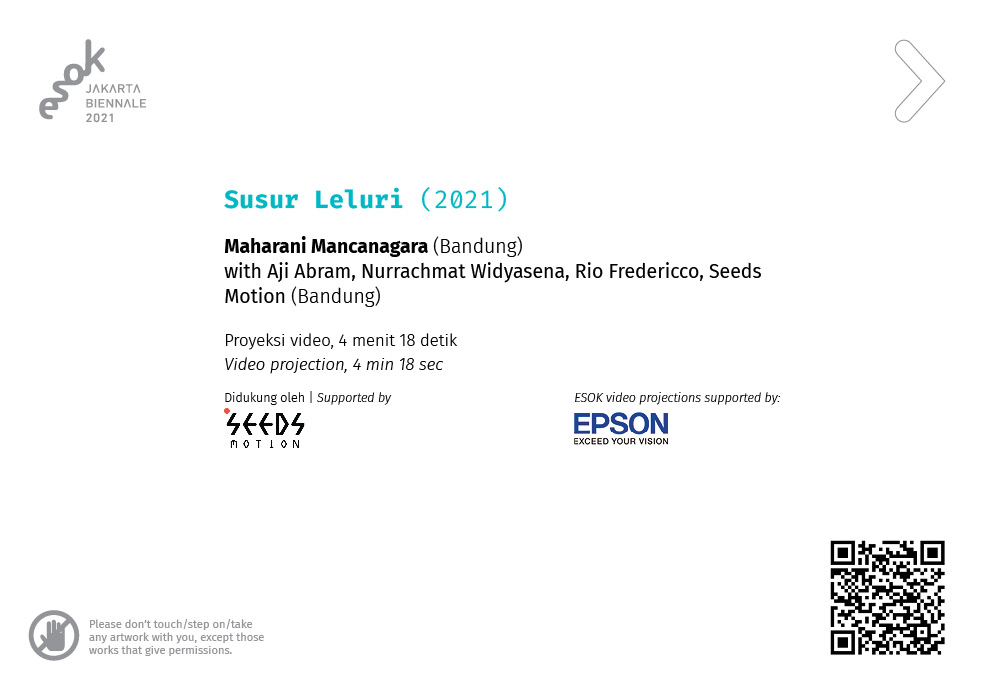 esok
JAKARTA
BIENNALE
2021
Susur Leluri (2021)
Maharani Mancanagara (Bandung)
with Aji Abram, Nurrachmat Widyasena, Rio Fredericco, Seeds
Motion (Bandung)
Proyeksi video, 4 menit 18 detik
Video projection, 4 min 18 sec
Didukung oleh | Supported by
SEEDS
MOTION
ESOK video projections supported by:
EPSON
EXCEED YOUR VISION
Please don't touch/step on/take
any artwork with you, except those
works that give permissions.